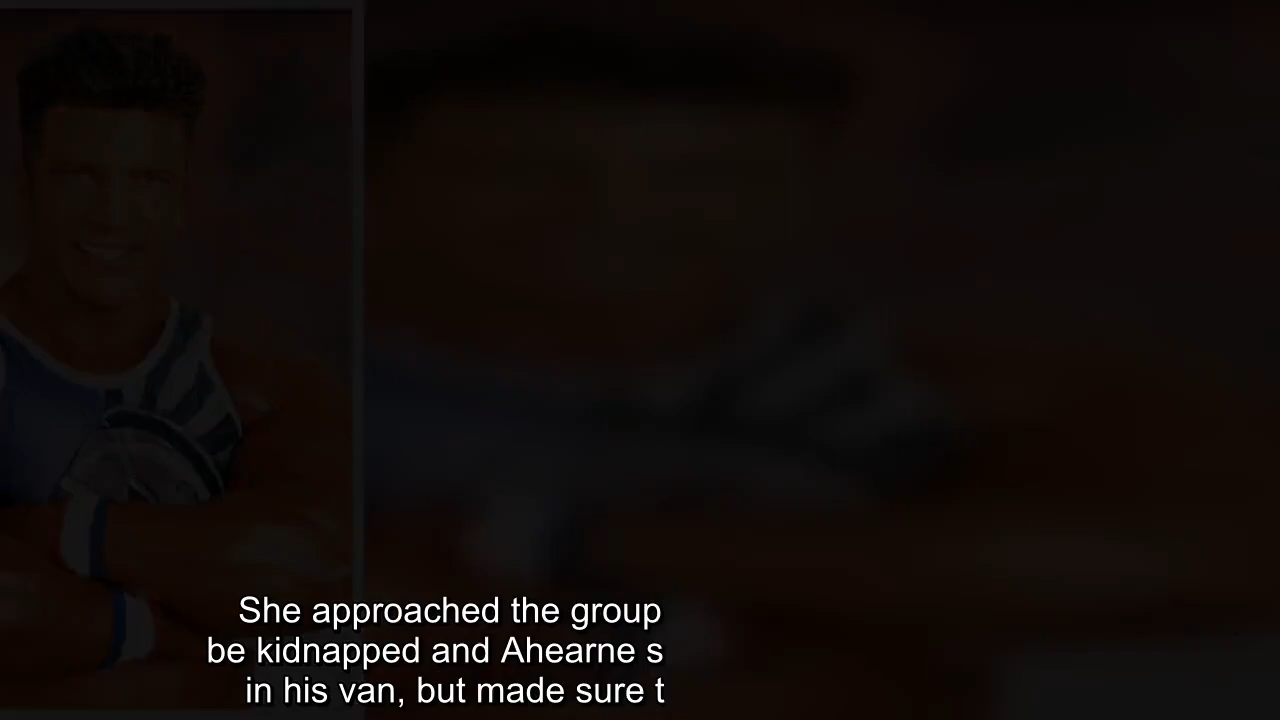 She approached the group
be kidnapped and Ahearne s
in his van, but made sure t